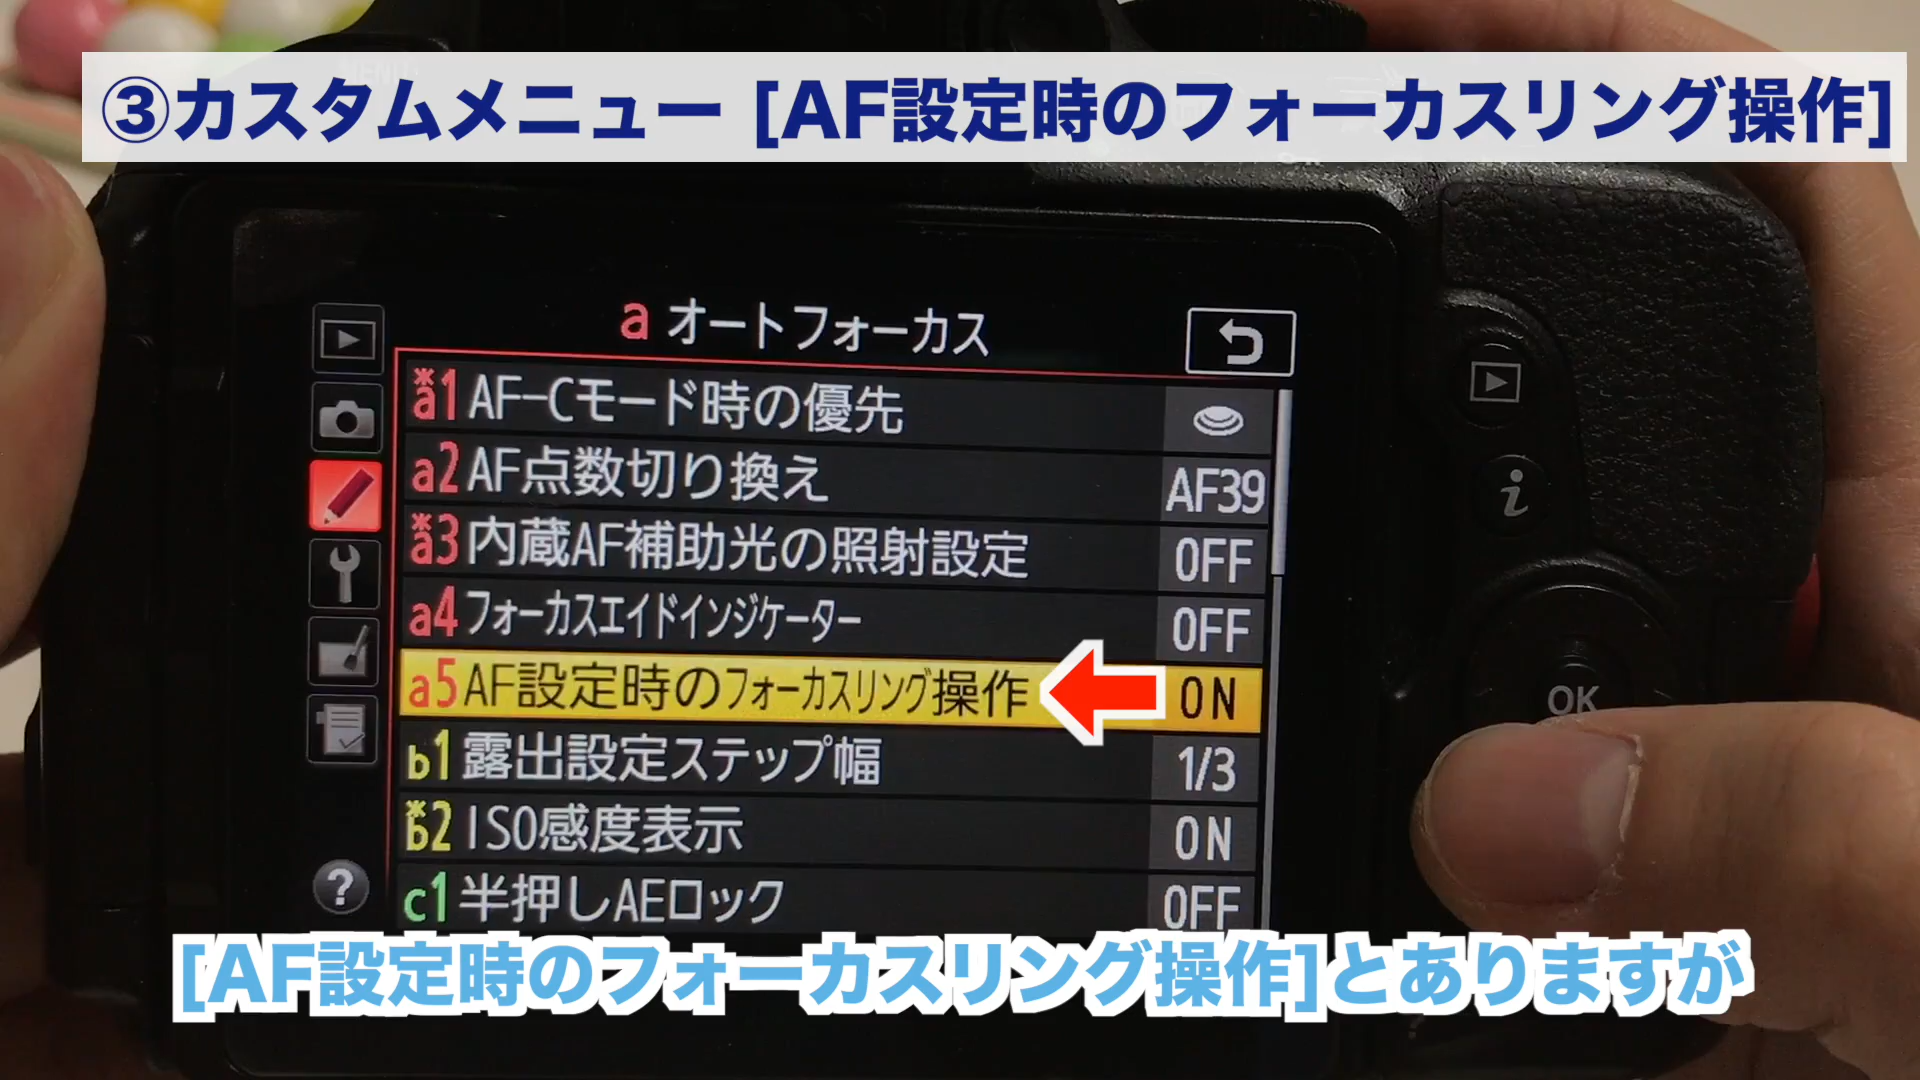 ③カスタムメニュー [AF設定時のフォーカスリング操作]
a オートフォーカス
a1 AF-Cモード時の優先
a2 AF点数切り換え AF39
a3 内蔵AF補助光の照射設定 OFF
a4 フォーカスエイドインジケーター OFF
a5 AF設定時のフォーカスリング操作 ON
b1 露出設定ステップ幅 1/3
b2 ISO感度表示 ON
c1 半押しAEロック OFF
?
i
OK
[AF設定時のフォーカスリング操作]とありますが